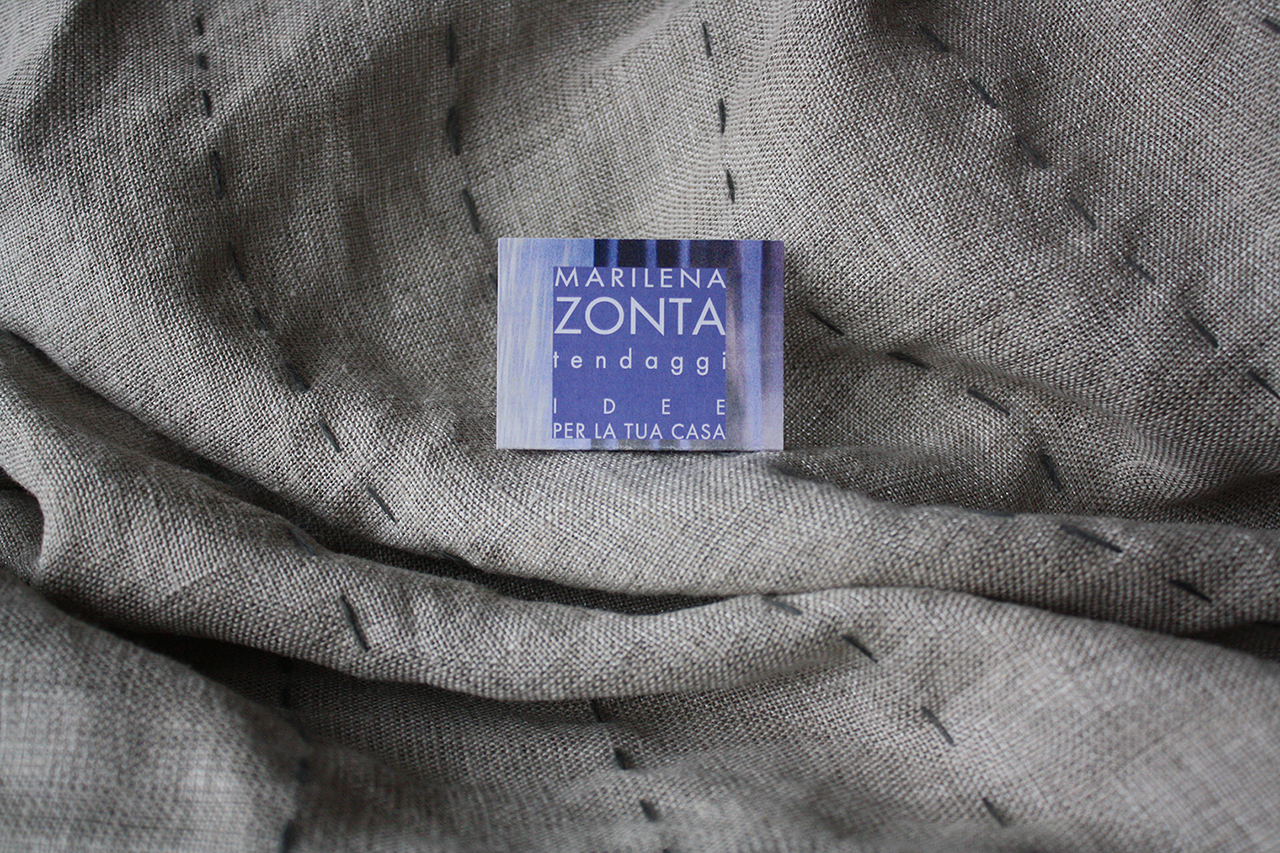 MARILENA
ZONTA
tendaggi
IDEE
PER LA TUA CASA